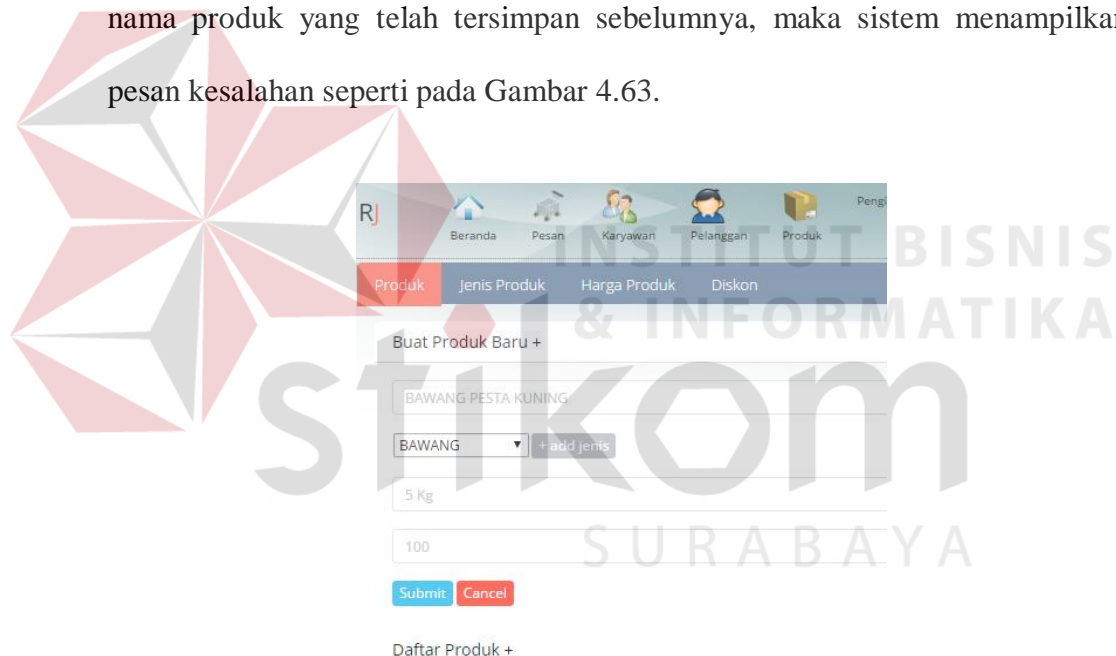 nama produk yang telah tersimpan sebelumnya, maka sistem menampilkan
pesan kesalahan seperti pada Gambar 4.63.
RJ
Beranda Pesan Karyawan Pelanggan Produk
Produk Jenis Produk Harga Produk Diskon
Buat Produk Baru +
BAWANG PESTA KUNING
BAWANG + add jenis
5 Kg
100
Submit Cancel
Daftar Produk +
INSTITUT BISNIS
& INFORMATIKA
stikom
SURABAYA